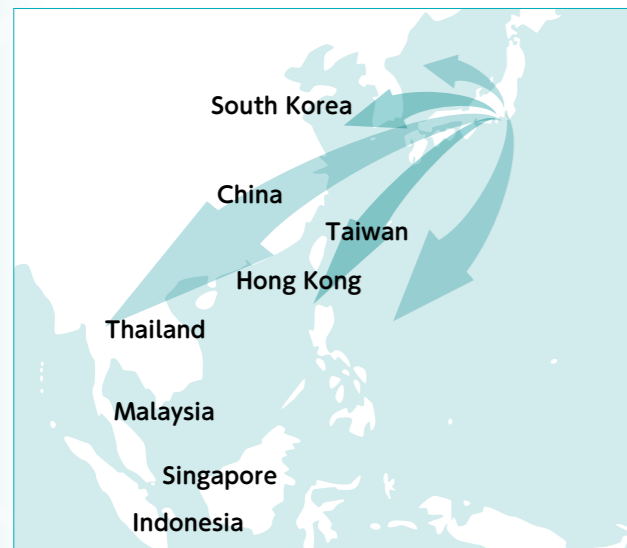 South Korea
China
Taiwan
Hong Kong
Thailand
Malaysia
Singapore
Indonesia